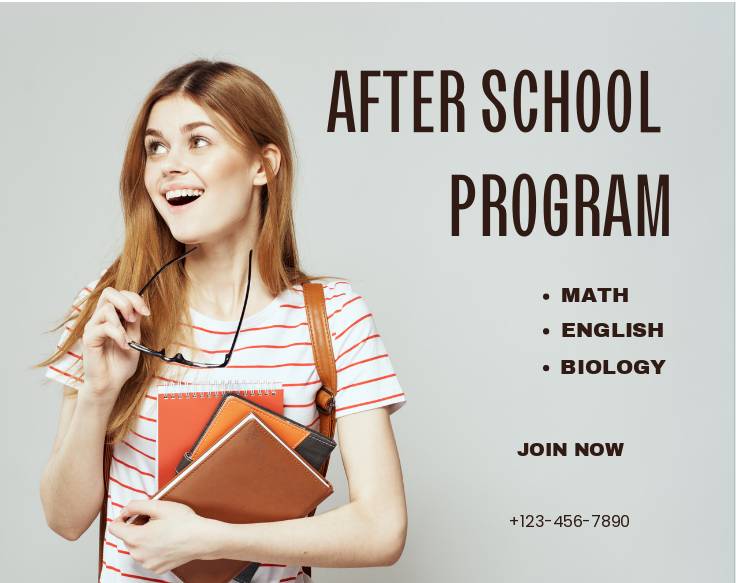 AFTER SCHOOL
PROGRAM
• MATH
• ENGLISH
• BIOLOGY
JOIN NOW
+123-456-7890